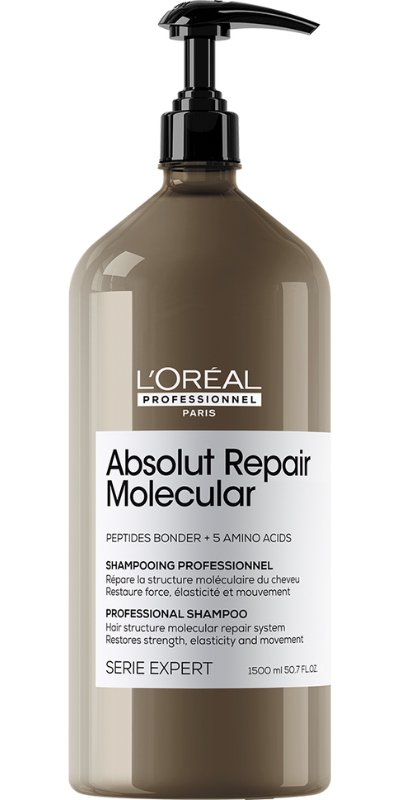 L'ORÉAL
PROFESSIONNEL
PARIS
Absolut Repair
Molecular
PEPTIDES BONDER + 5 AMINO ACIDS
SHAMPOOING PROFESSIONNEL
Répare la structure moléculaire du cheveu
Restaure force, élasticité et mouvement
PROFESSIONAL SHAMPOO
Hair structure molecular repair system
Restores strength, elasticity and movement
SERIE EXPERT 1500 ml 50.7 FL.OZ.